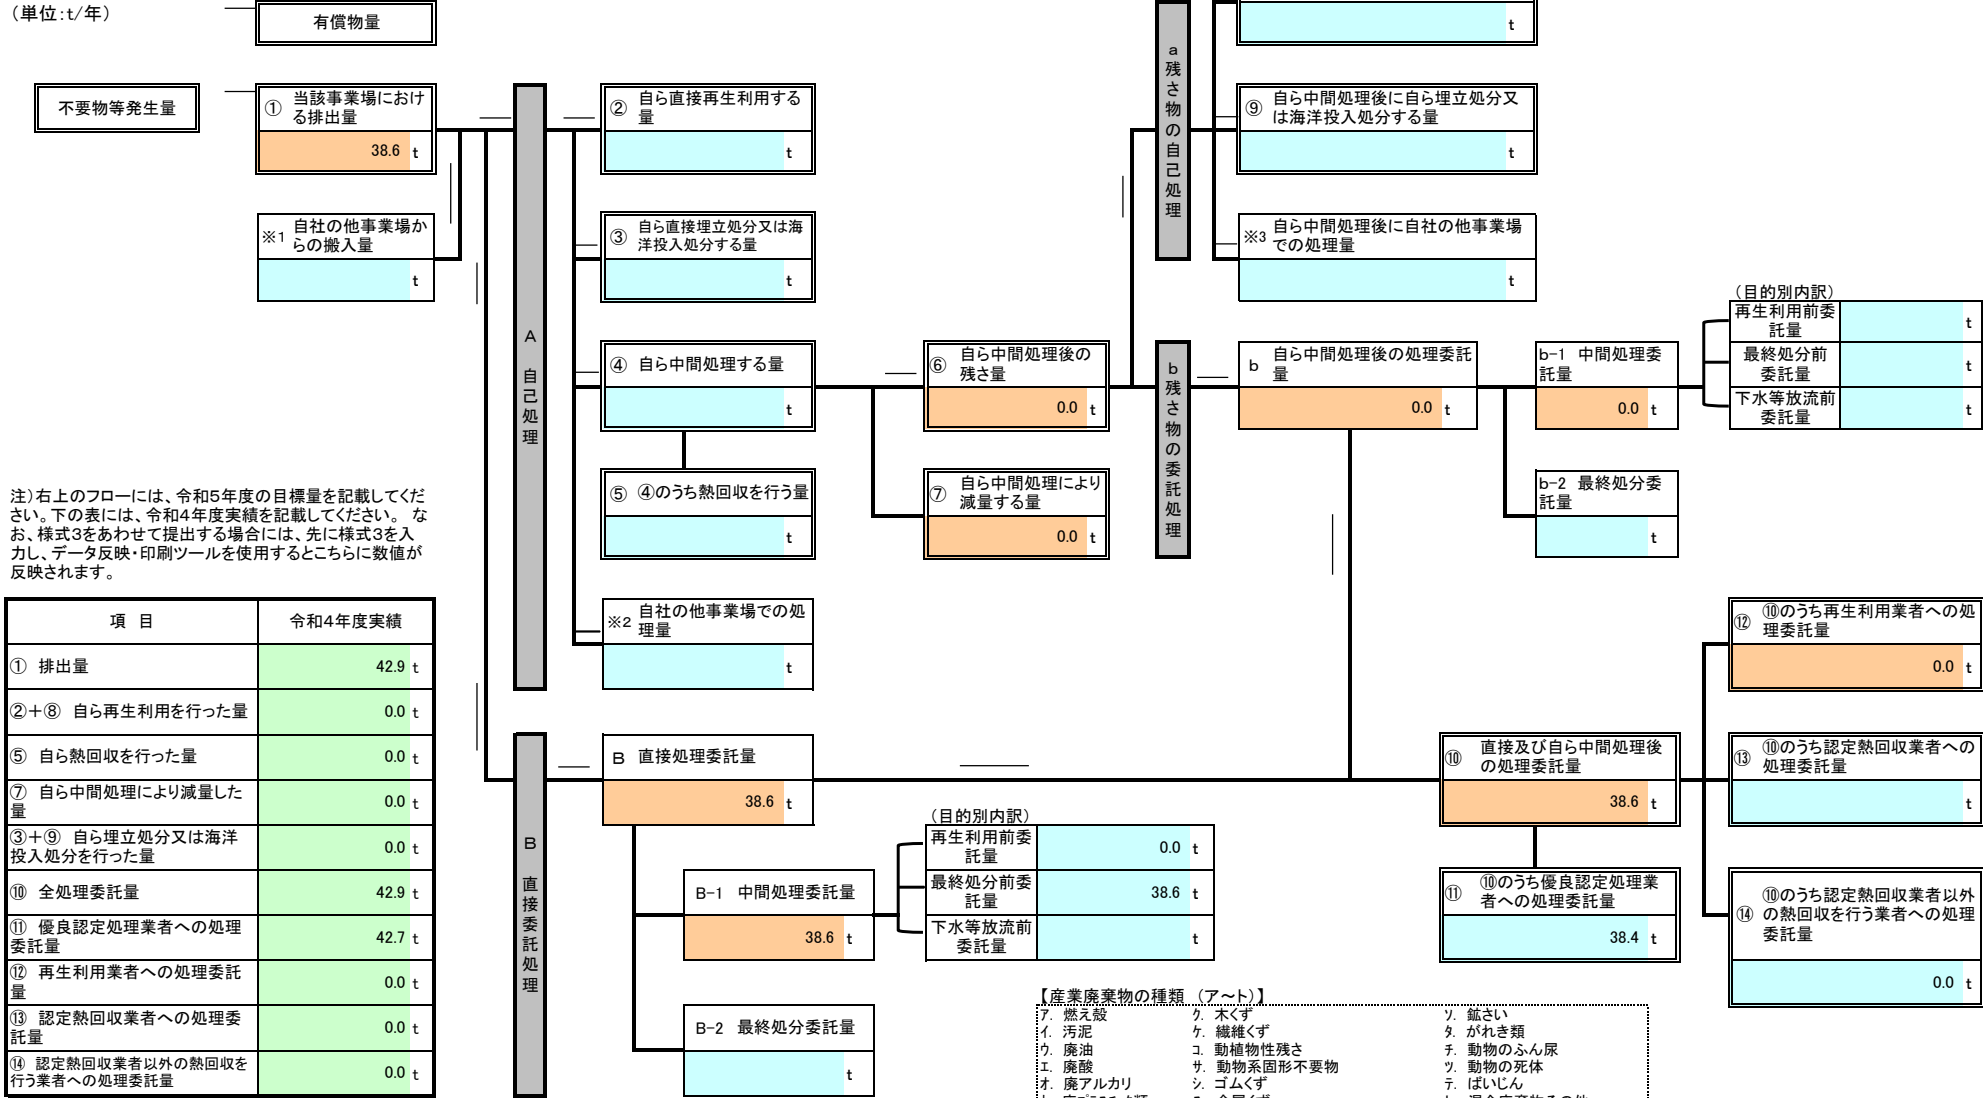 （単位:t/年）
有償物量
不要物等発生量
① 当該事業場におけ
る排出量
38.6 t
※1 自社の他事業場か
らの搬入量
t
A 自己処理
② 自ら直接再生利用する
量
t
③ 自ら直接埋立処分又は海
洋投入処分する量
t
④ 自ら中間処理する量
t
⑤ ④のうち熱回収を行う量
t
※2 自社の他事業場での処
理量
t
⑥ 自ら中間処理後の
残さ量
0.0 t
⑦ 自ら中間処理により
減量する量
0.0 t
a 残さ物の自己処理
t
⑨ 自ら中間処理後に自ら埋立処分又
は海洋投入処分する量
t
※3 自ら中間処理後に自社の他事業場
での処理量
t
b 残さ物の委託処理
b 自ら中間処理後の処理委託
量
0.0 t
b-1 中間処理委
託量
0.0 t
（目的別内訳）
再生利用前委
託量
t
最終処分前
委託量
t
下水等放流前
委託量
t
b-2 最終処分委
託量
t
注）右上のフローには、令和5年度の目標量を記載してくだ
さい。下の表には、令和4年度実績を記載してください。 な
お、様式3をあわせて提出する場合には、先に様式3を入
力し、データ反映・印刷ツールを使用するとこちらに数値が
反映されます。
項 目 令和4年度実績
① 排出量 42.9 t
②＋⑧ 自ら再生利用を行った量 0.0 t
⑤ 自ら熱回収を行った量 0.0 t
⑦ 自ら中間処理により減量した
量 0.0 t
③＋⑨ 自ら埋立処分又は海洋
投入処分を行った量 0.0 t
⑩ 全処理委託量 42.9 t
⑪ 優良認定処理業者への処理
委託量 42.7 t
⑫ 再生利用業者への処理委託
量 0.0 t
⑬ 認定熱回収業者への処理委
託量 0.0 t
⑭ 認定熱回収業者以外の熱回収を
行う業者への処理委託量 0.0 t
B 直接委託処理
B 直接処理委託量
38.6 t
B-1 中間処理委託量
38.6 t
（目的別内訳）
再生利用前委
託量
0.0 t
最終処分前委
託量
38.6 t
下水等放流前
委託量
t
B-2 最終処分委託量
t
⑩ 直接及び自ら中間処理後
の処理委託量
38.6 t
⑪ ⑩のうち優良認定処理業
者への処理委託量
38.4 t
⑫ ⑩のうち再生利用業者への処
理委託量
0.0 t
⑬ ⑩のうち認定熱回収業者への
処理委託量
t
⑭ ⑩のうち認定熱回収業者以外
の熱回収を行う業者への処理
委託量
0.0 t
【産業廃棄物の種類 （ア～ト）】
ア. 燃え殻 ク. 木くず ソ. 鉱さい
イ. 汚泥 ケ. 繊維くず タ. がれき類
ウ. 廃油 コ. 動植物性残さ チ. 動物のふん尿
エ. 廃酸 サ. 動物系固形不要物 ツ. 動物の死体
オ. 廃アルカリ シ. ゴムくず テ. ばいじん